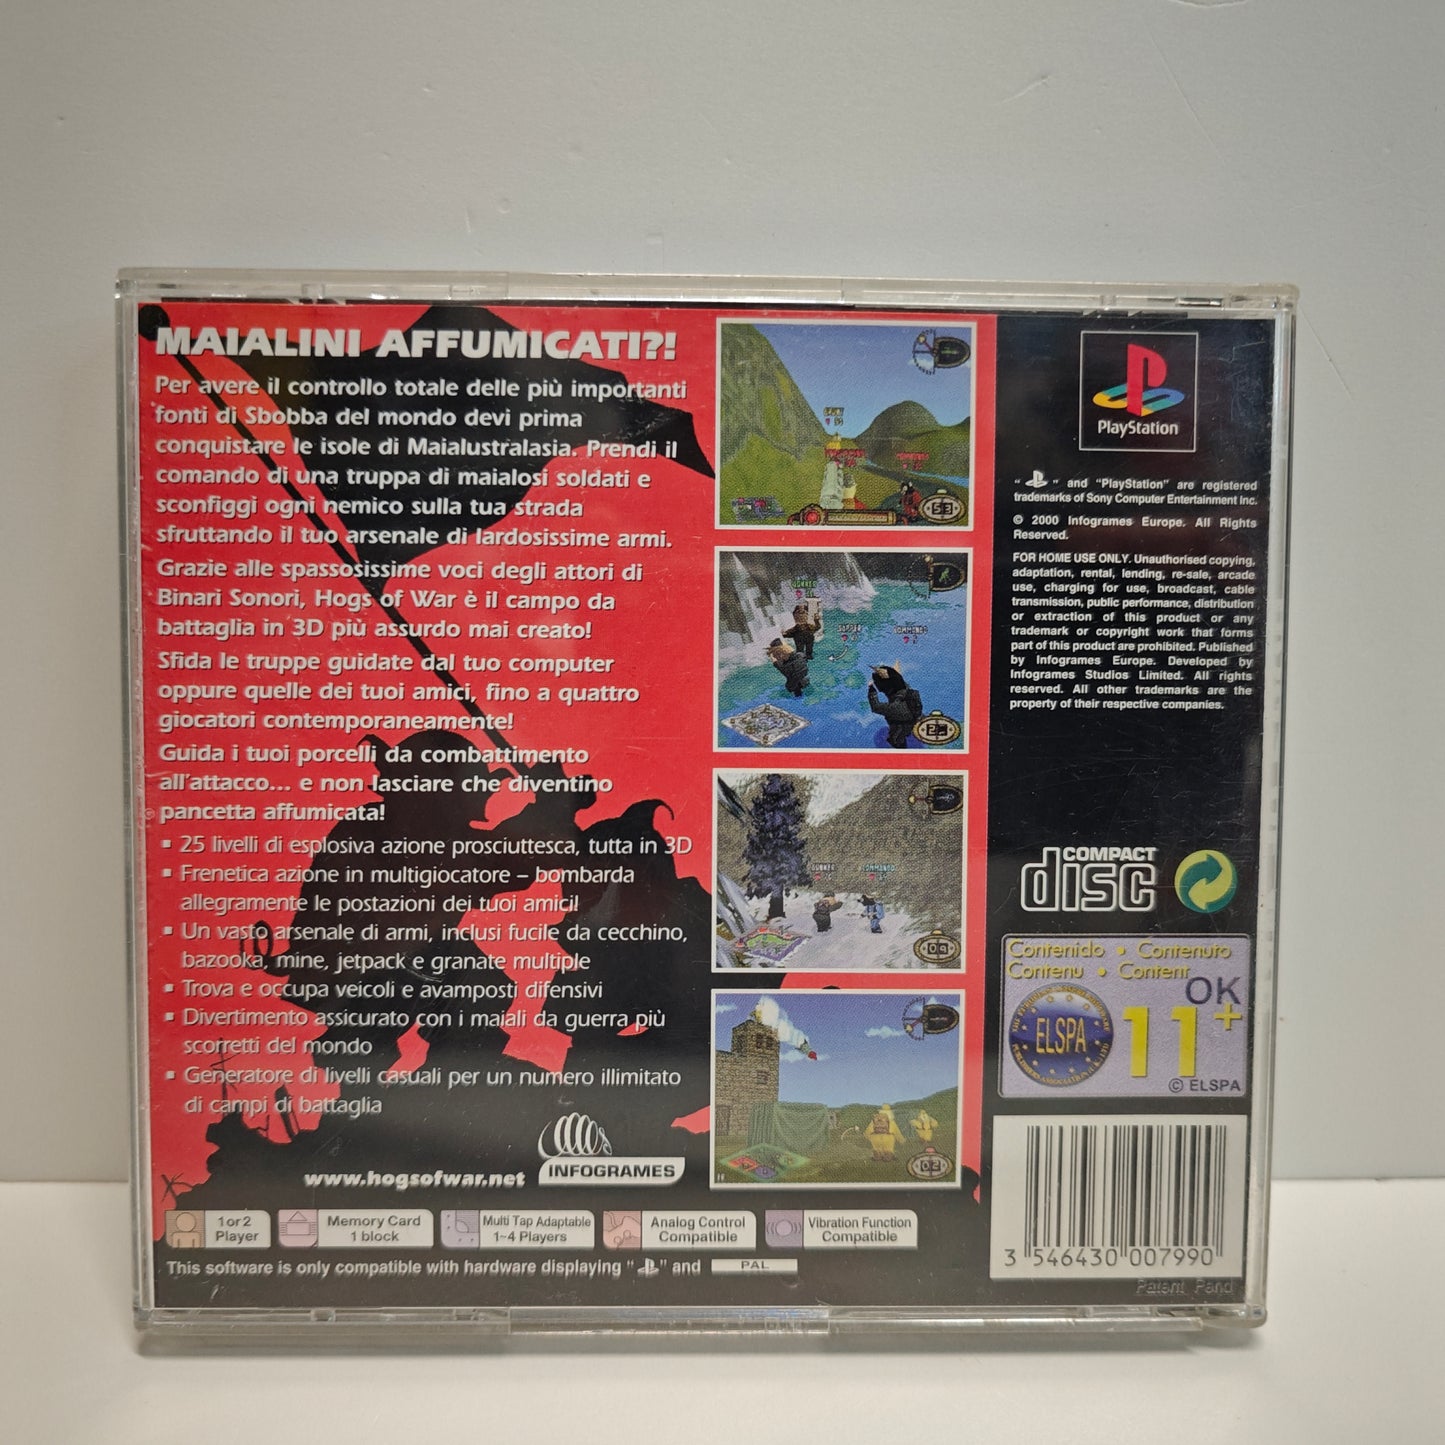 MAIALINI AFFUMICATI?!
Per avere il controllo totale delle più importanti
fonti di Sbobba del mondo devi prima
conquistare le isole di Maialustralasia. Prendi il
comando di una truppa di maialosi soldati e
sconfiggi ogni nemico sulla tua strada
sfruttando il tuo arsenale di lardosissime armi.
Grazie alle spassosissime voci degli attori di
Binari Sonori, Hogs of War è il campo da
battaglia in 3D più assurdo mai creato!
Sfida le truppe guidate dal tuo computer
oppure quelle dei tuoi amici, fino a quattro
giocatori contemporaneamente!
Guida i tuoi porcelli da combattimento
all'attacco... e non lasciare che diventino
pancetta affumicata!
▪ 25 livelli di esplosiva azione prosciuttesca, tutta in 3D
▪ Frenetica azione in multigiocatore – bombarda
allegramente le postazioni dei tuoi amici!
▪ Un vasto arsenale di armi, inclusi fucile da cecchino,
bazooka, mine, jetpack e granate multiple
▪ Trova e occupa veicoli e avamposti difensivi
▪ Divertimento assicurato con i maiali da guerra più
scorretti del mondo
▪ Generatore di livelli casuali per un numero illimitato
di campi di battaglia
www.hogsofwar.net
INFOGRAMES
1 or 2
Player
Memory Card
1 block
Multi Tap Adaptable
1~4 Players
Analog Control
Compatible
Vibration Function
Compatible
This software is only compatible with hardware displaying " " and PAL
GUNNER
COMMANDO
GUNNER
COMMANDO
PlayStation
" " and "PlayStation" are registered
trademarks of Sony Computer Entertainment Inc.
© 2000 Infogrames Europe. All Rights
Reserved.
FOR HOME USE ONLY. Unauthorised copying,
adaptation, rental, lending, re-sale, arcade
use, charging for use, broadcast, cable
transmission, public performance, distribution
or extraction of this product or any
trademark or copyright work that forms
part of this product are prohibited. Published
by Infogrames Europe. Developed by
Infogrames Studios Limited. All rights
reserved. All other trademarks are the
property of their respective companies.
COMPACT
disc
Contenido • Contenuto
Contenu • Content
OK
ELSPA
11+
© ELSPA
3 546430 007990
Patent Pend